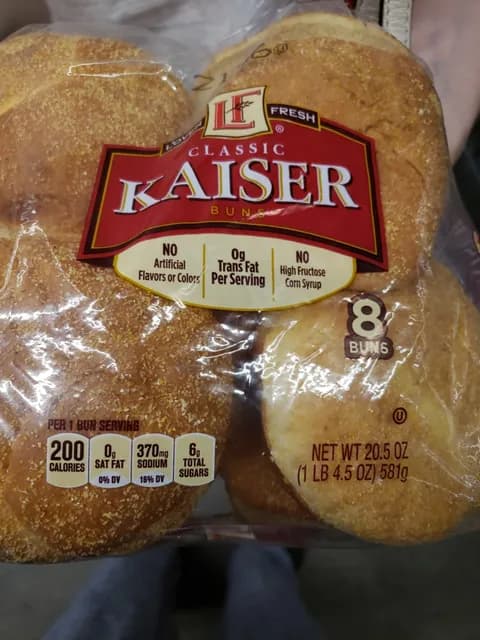 LF
FRESH
®
CLASSIC
KAISER
BUNS
NO
Artificial
Flavors or Colors
0g
Trans Fat
Per Serving
NO
High Fructose
Corn Syrup
8
BUNS
U
PER 1 BUN SERVING
200
CALORIES
0g
SAT FAT
0% DV
370mg
SODIUM
16% DV
6g
TOTAL
SUGARS
NET WT 20.5 OZ
(1 LB 4.5 OZ) 581g